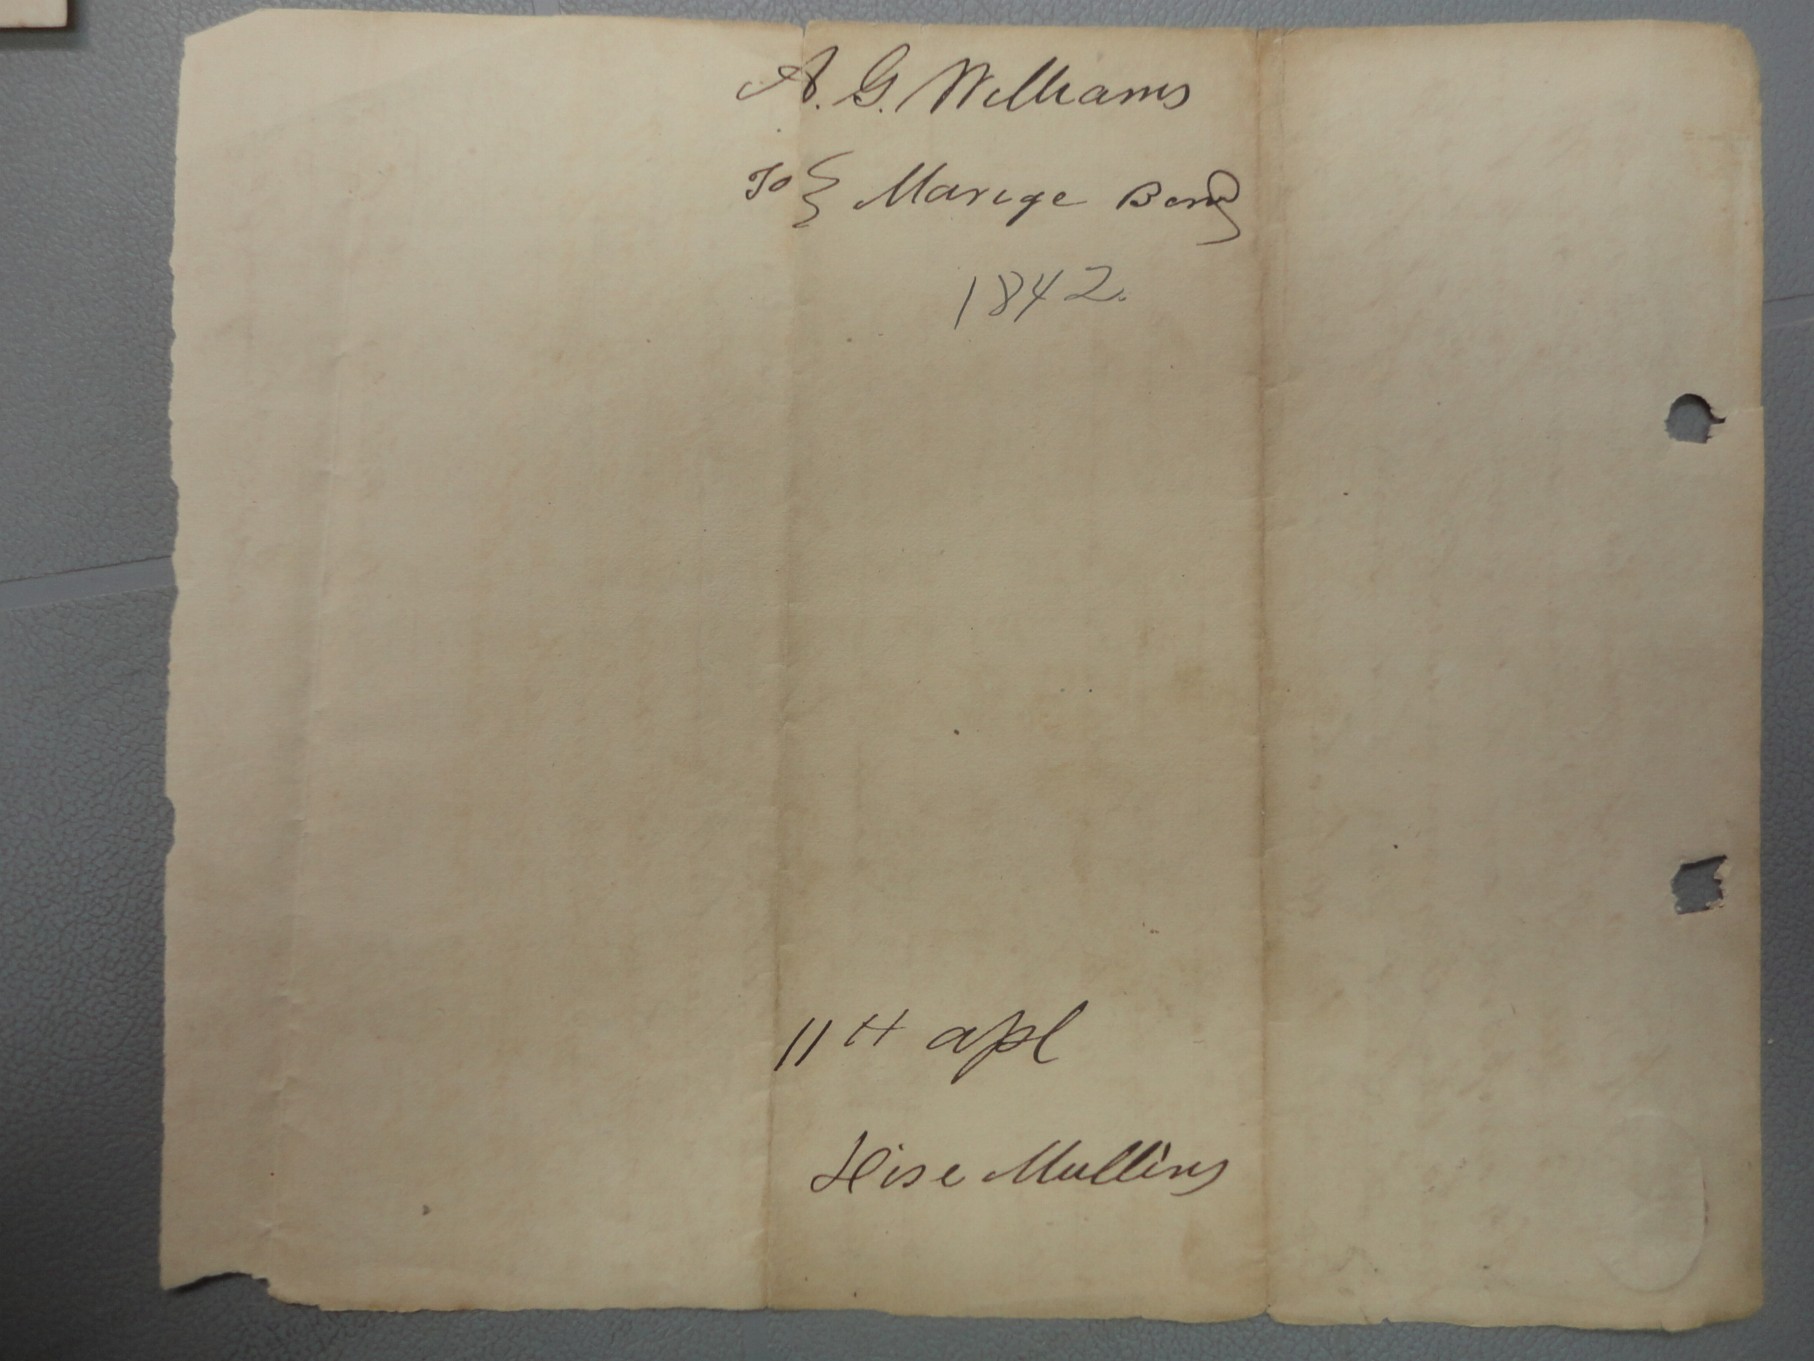 A. G. Williams
To } Marige Bond
1842.
11th apl
Hise Mullins